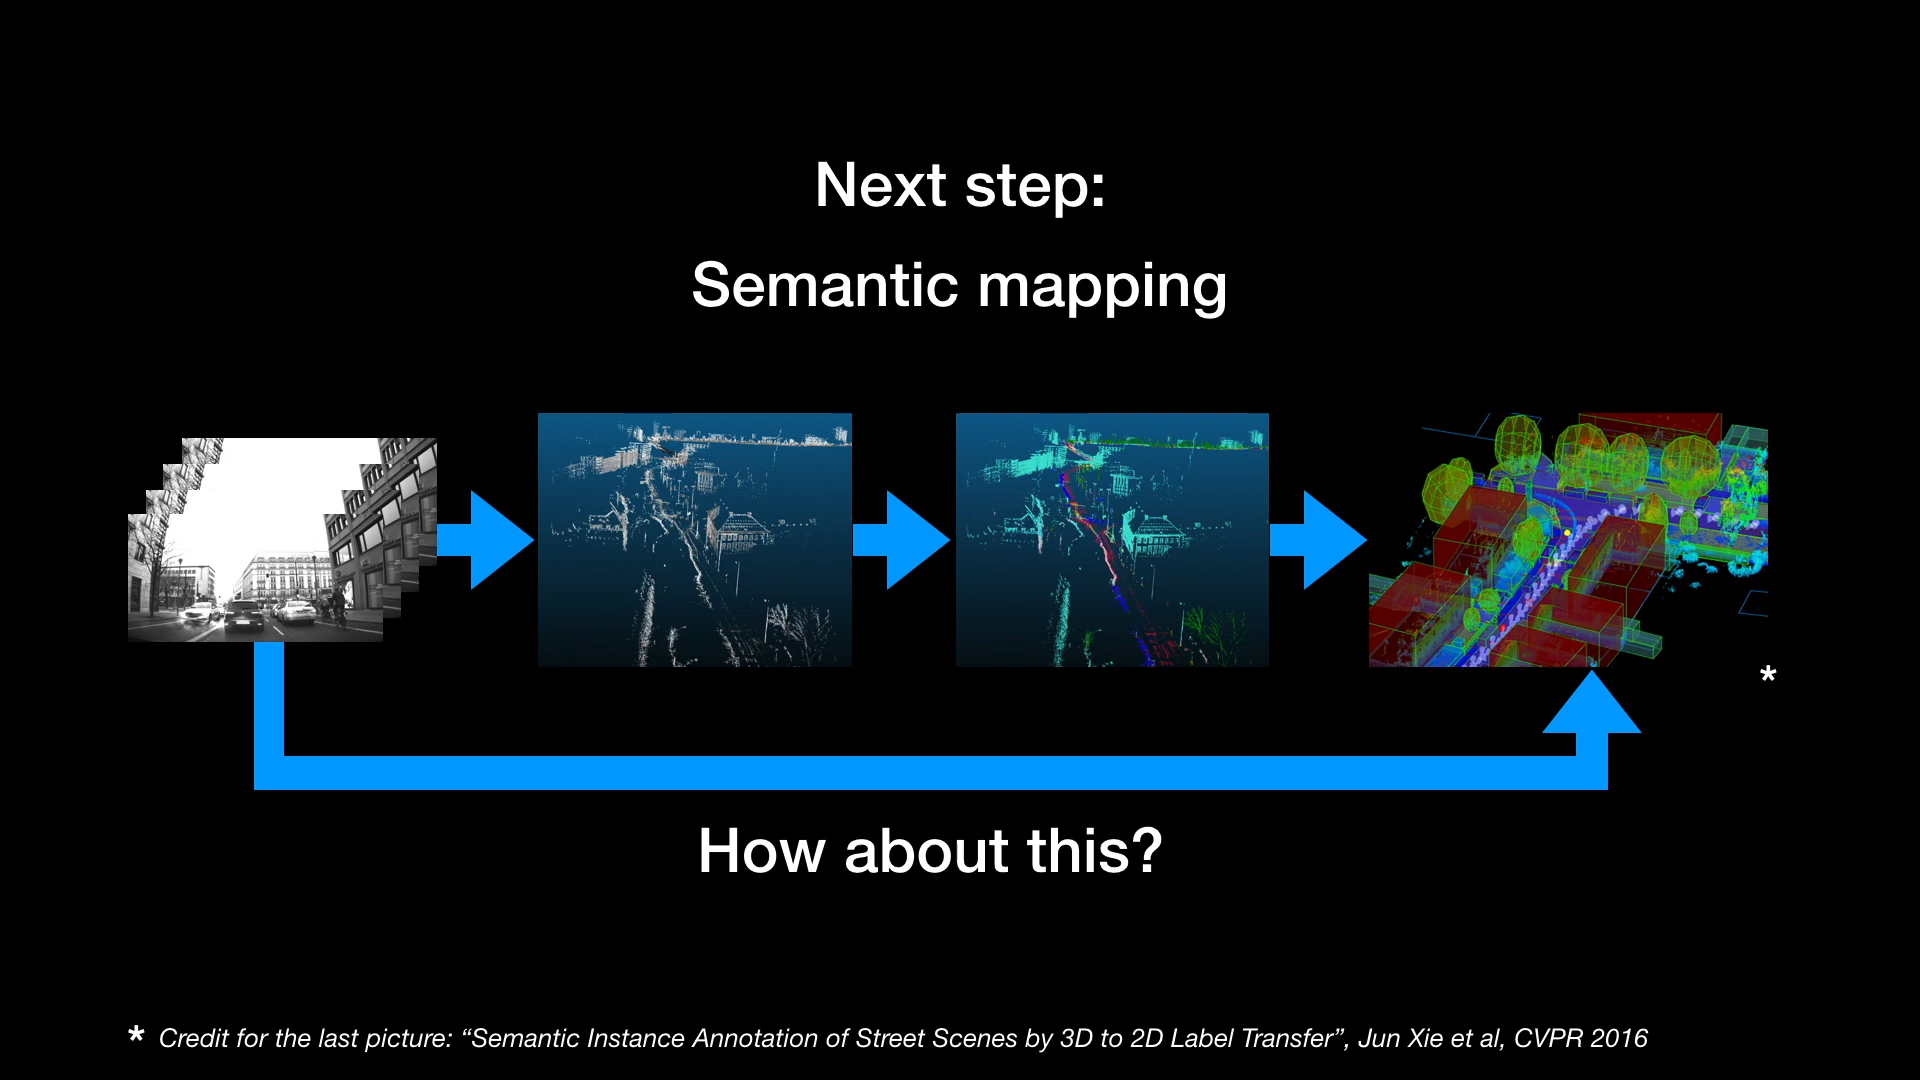 Next step:
Semantic mapping
*
How about this?
* Credit for the last picture: “Semantic Instance Annotation of Street Scenes by 3D to 2D Label Transfer”, Jun Xie et al, CVPR 2016